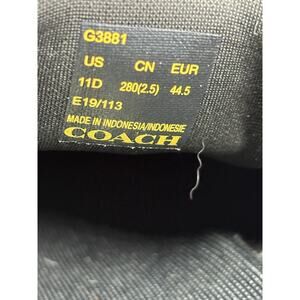 G3881
US CN EUR
11D 280(2.5) 44.5
E19/113
MADE IN INDONESIA/INDONESIE
COACH